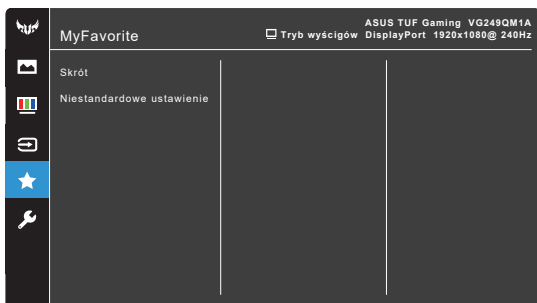 ASUS TUF Gaming VG249QM1A
MyFavorite
Tryb wyścigów DisplayPort 1920x1080@ 240Hz
Skrót
Niestandardowe ustawienie